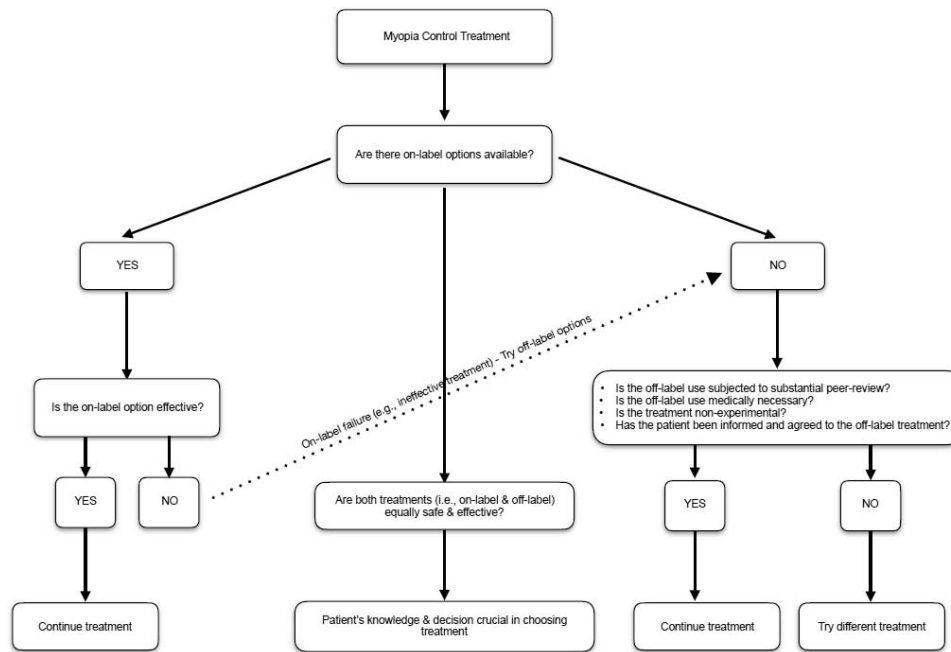 Myopia Control Treatment
Are there on-label options available?
YES
NO
On-label failure (e.g., ineffective treatment) - Try off-label options
Is the on-label option effective?
• Is the off-label use subjected to substantial peer-review?
• Is the off-label use medically necessary?
• Is the treatment non-experimental?
• Has the patient been informed and agreed to the off-label treatment?
YES
NO
Are both treatments (i.e., on-label & off-label)
equally safe & effective?
YES
NO
Continue treatment
Patient's knowledge & decision crucial in choosing
treatment
Continue treatment
Try different treatment